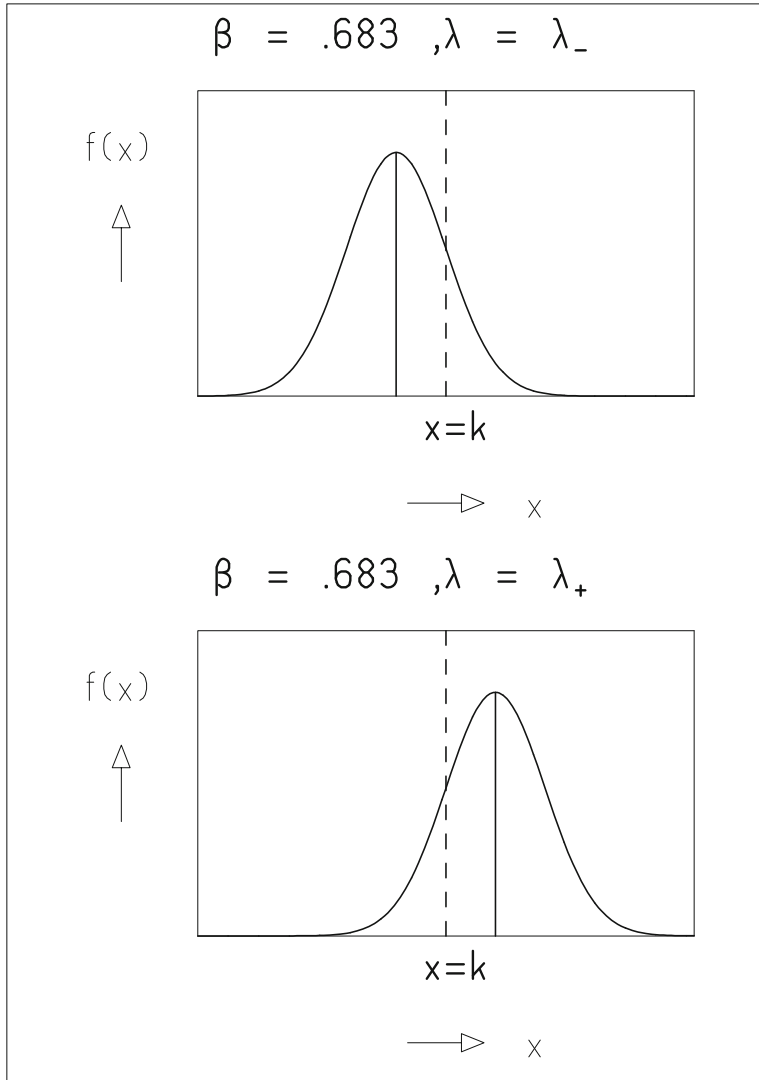 β = .683 ,λ = λ₋
f(x)
x=k
x
β = .683 ,λ = λ₊
f(x)
x=k
x